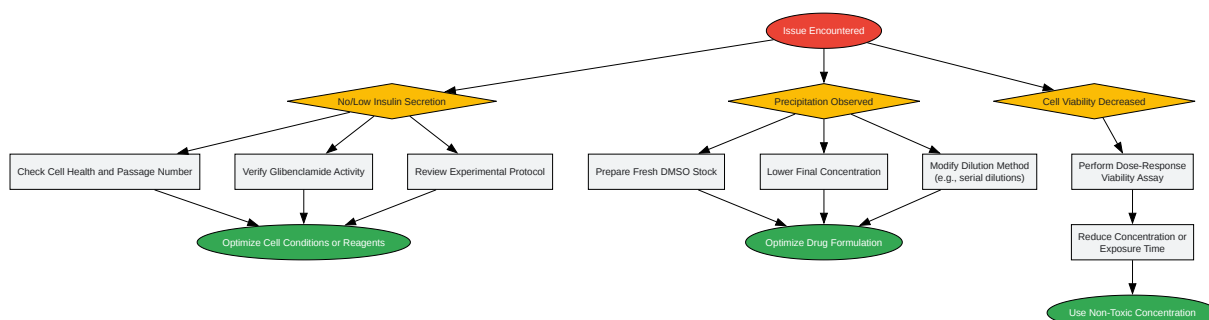 Issue Encountered
No/Low Insulin Secretion
Precipitation Observed
Cell Viability Decreased
Check Cell Health and Passage Number
Verify Glibenclamide Activity
Review Experimental Protocol
Prepare Fresh DMSO Stock
Lower Final Concentration
Modify Dilution Method
(e.g., serial dilutions)
Perform Dose-Response
Viability Assay
Optimize Cell Conditions or Reagents
Optimize Drug Formulation
Reduce Concentration or
Exposure Time
Use Non-Toxic Concentration